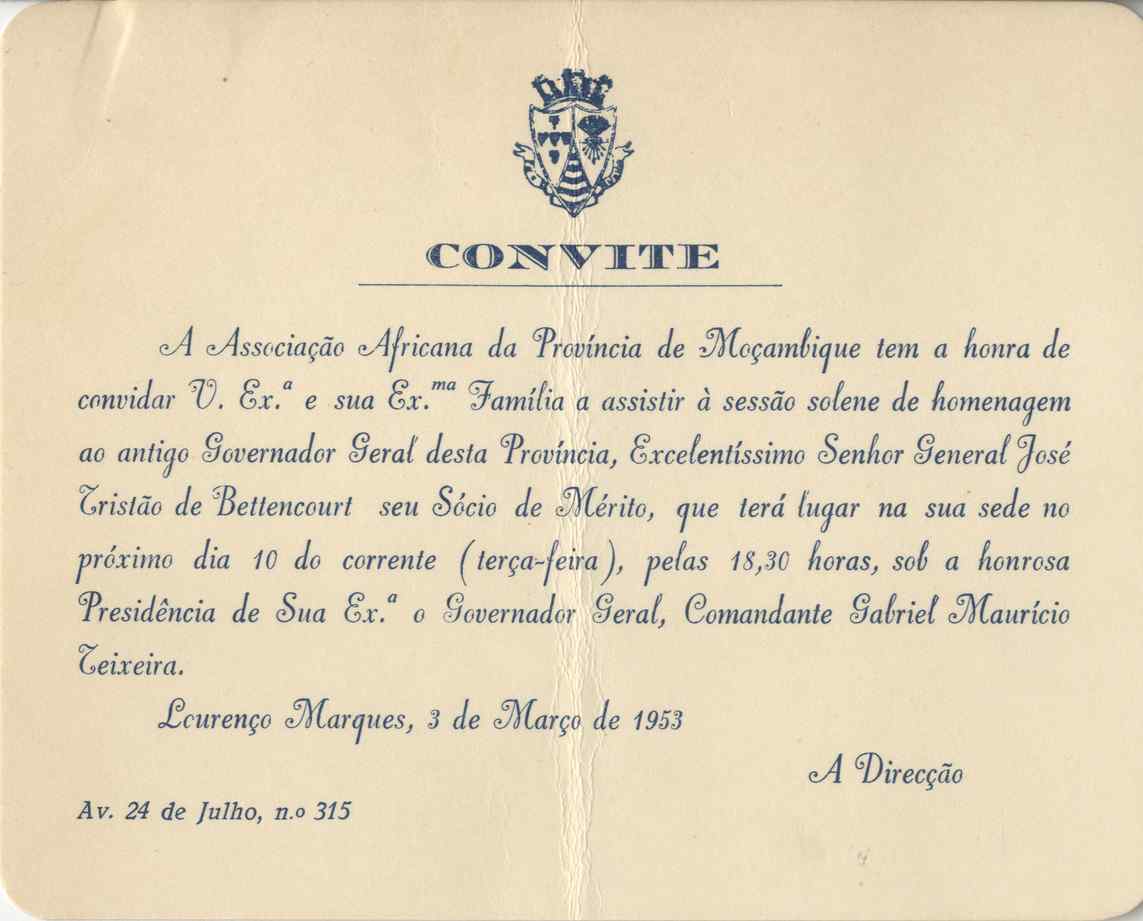 CONVITE
A Associação Africana da Província de Moçambique tem a honra de
convidar V. Ex.ª e sua Ex.ᵐᵃ Família a assistir à sessão solene de homenagem
ao antigo Governador Geral desta Província, Excelentíssimo Senhor General José
Tristão de Bettencourt seu Sócio de Mérito, que terá lugar na sua sede no
próximo dia 10 do corrente (terça-feira), pelas 18,30 horas, sob a honrosa
Presidência de Sua Ex.ª o Governador Geral, Comandante Gabriel Maurício
Teixeira.
Lourenço Marques, 3 de Março de 1953
A Direcção
Av. 24 de Julho, n.o 315